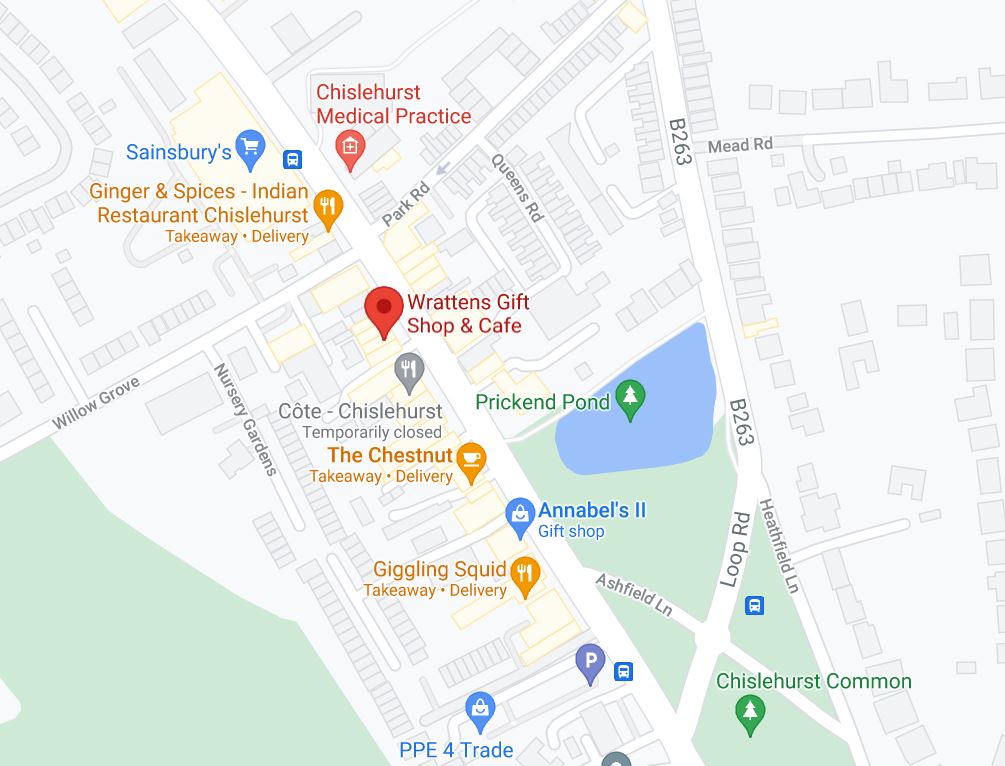 Chislehurst
Medical Practice
B263
Mead Rd
Sainsbury's
Queens Rd
Park Rd
Ginger & Spices - Indian
Restaurant Chislehurst
Takeaway • Delivery
Wrattens Gift
Shop & Cafe
Willow Grove
Nursery Gardens
Côte - Chislehurst
Temporarily closed
Prickend Pond
B263
The Chestnut
Takeaway • Delivery
Annabel's II
Gift shop
Heathfield Ln
Loop Rd
Giggling Squid
Takeaway • Delivery
Ashfield Ln
P
Chislehurst Common
PPE 4 Trade